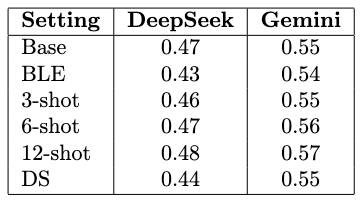 Setting DeepSeek Gemini
Base 0.47 0.55
BLE 0.43 0.54
3-shot 0.46 0.55
6-shot 0.47 0.56
12-shot 0.48 0.57
DS 0.44 0.55